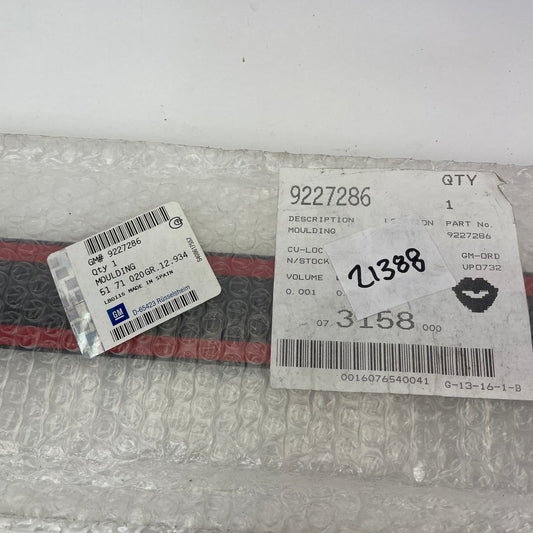 GM# 9227286
Qty 1
MOULDING
51 71 020GR.12.934
LB0115 MADE IN SPAIN
GM
D-65423 Rüsselsheim
QTY
9227286
1
DESCRIPTION
PART No.
MOULDING
9227286
CU-LOC
GM-ORD
N/STOCK
VPD732
21388
VOLUME
0.001
07 3158 000
0016076540041
G-13-16-1-B